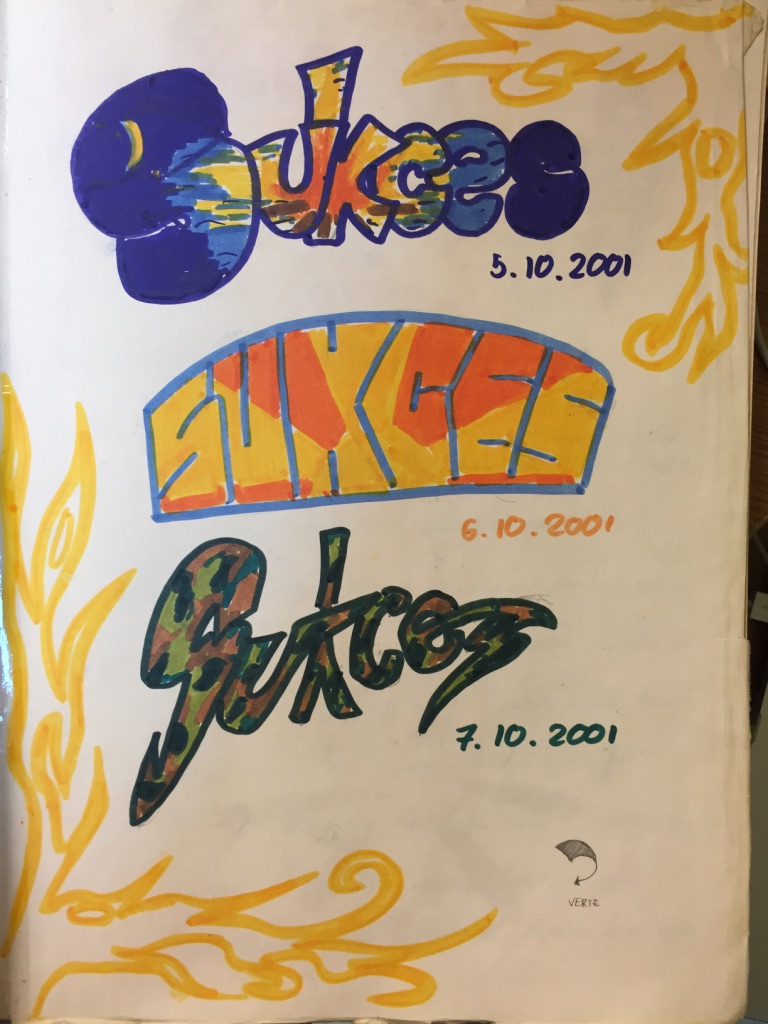 Sukces
5.10.2001
SUKCES
6.10.2001
Sukces
7.10.2001
VERTE